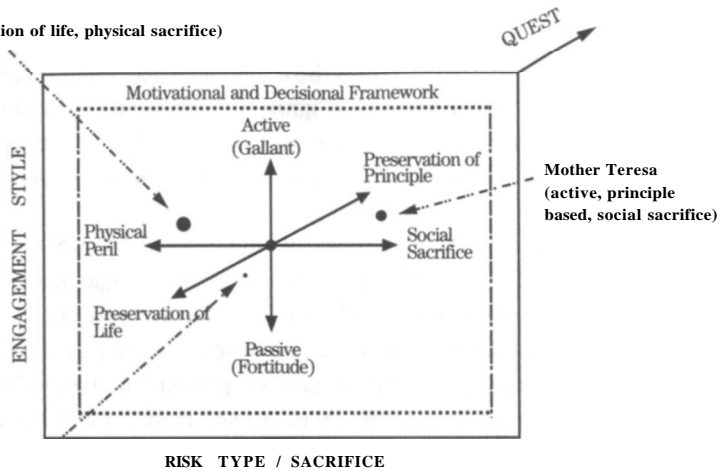 QUEST
ion of life, physical sacrifice)
Motivational and Decisional Framework
Active
(Gallant)
Preservation of
Principle
Mother Teresa
(active, principle
based, social sacrifice)
ENGAGEMENT STYLE
Physical
Peril
Social
Sacrifice
Preservation of
Life
Passive
(Fortitude)
RISK TYPE / SACRIFICE